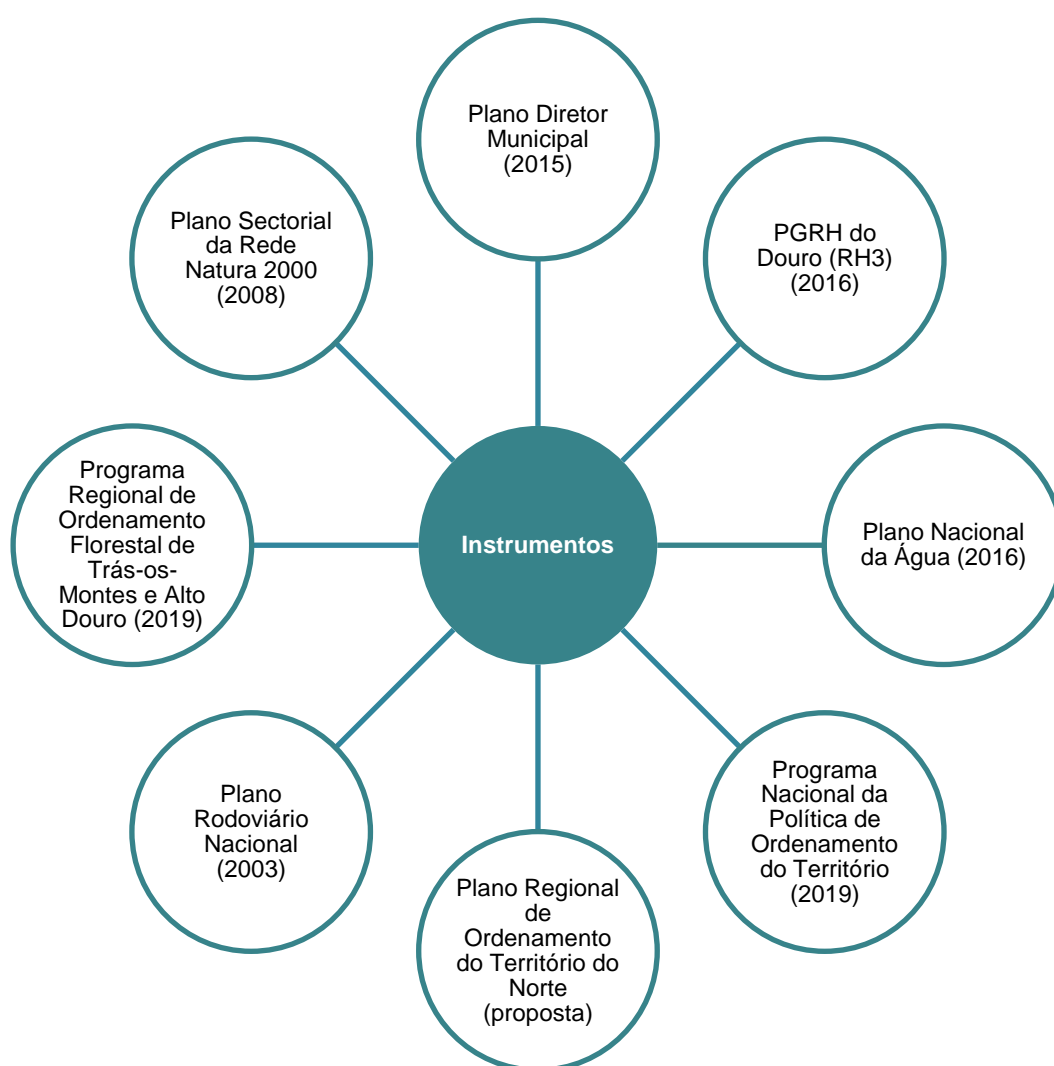 Plano Diretor
Municipal
(2015)
PGRH do
Douro (RH3)
(2016)
Plano Nacional
da Água (2016)
Programa
Nacional da
Política de
Ordenamento
do Território
(2019)
Plano Regional
de
Ordenamento
do Território do
Norte
(proposta)
Plano
Rodoviário
Nacional
(2003)
Programa
Regional de
Ordenamento
Florestal de
Trás-os-
Montes e Alto
Douro (2019)
Plano Sectorial
da Rede
Natura 2000
(2008)
Instrumentos